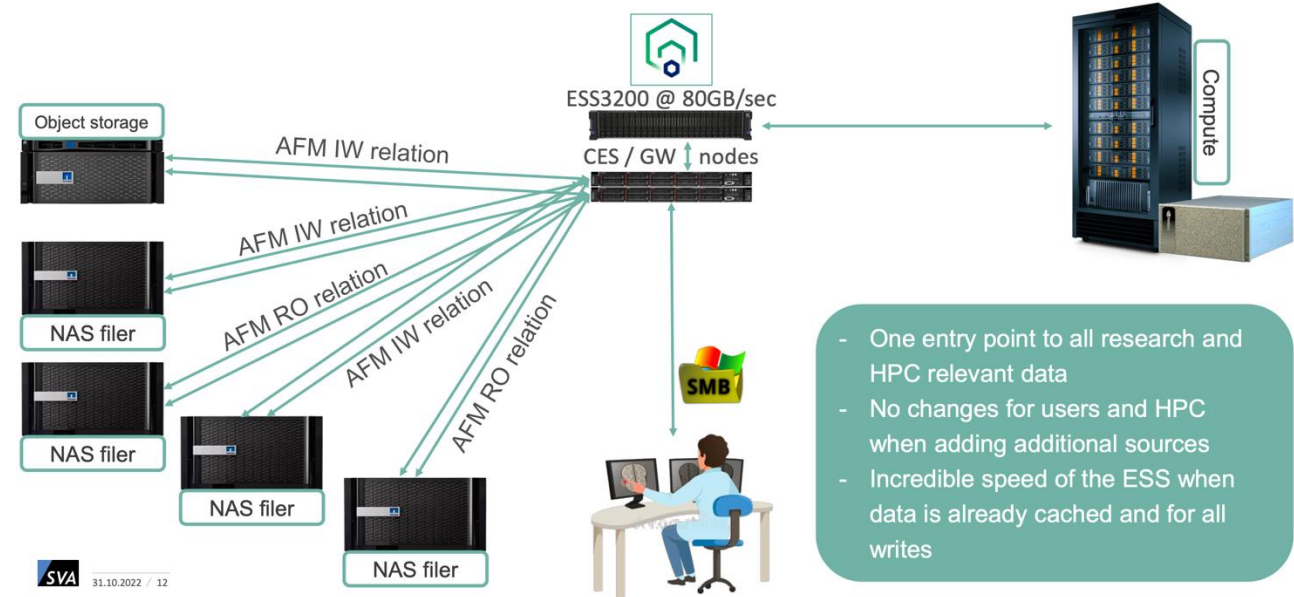 ESS3200 @ 80GB/sec
CES / GW nodes
Compute
Object storage
AFM IW relation
AFM IW relation
AFM RO relation
AFM IW relation
AFM RO relation
NAS filer
NAS filer
NAS filer
NAS filer
SMB
- One entry point to all research and
HPC relevant data
- No changes for users and HPC
when adding additional sources
- Incredible speed of the ESS when
data is already cached and for all
writes
SVA 31.10.2022 / 12